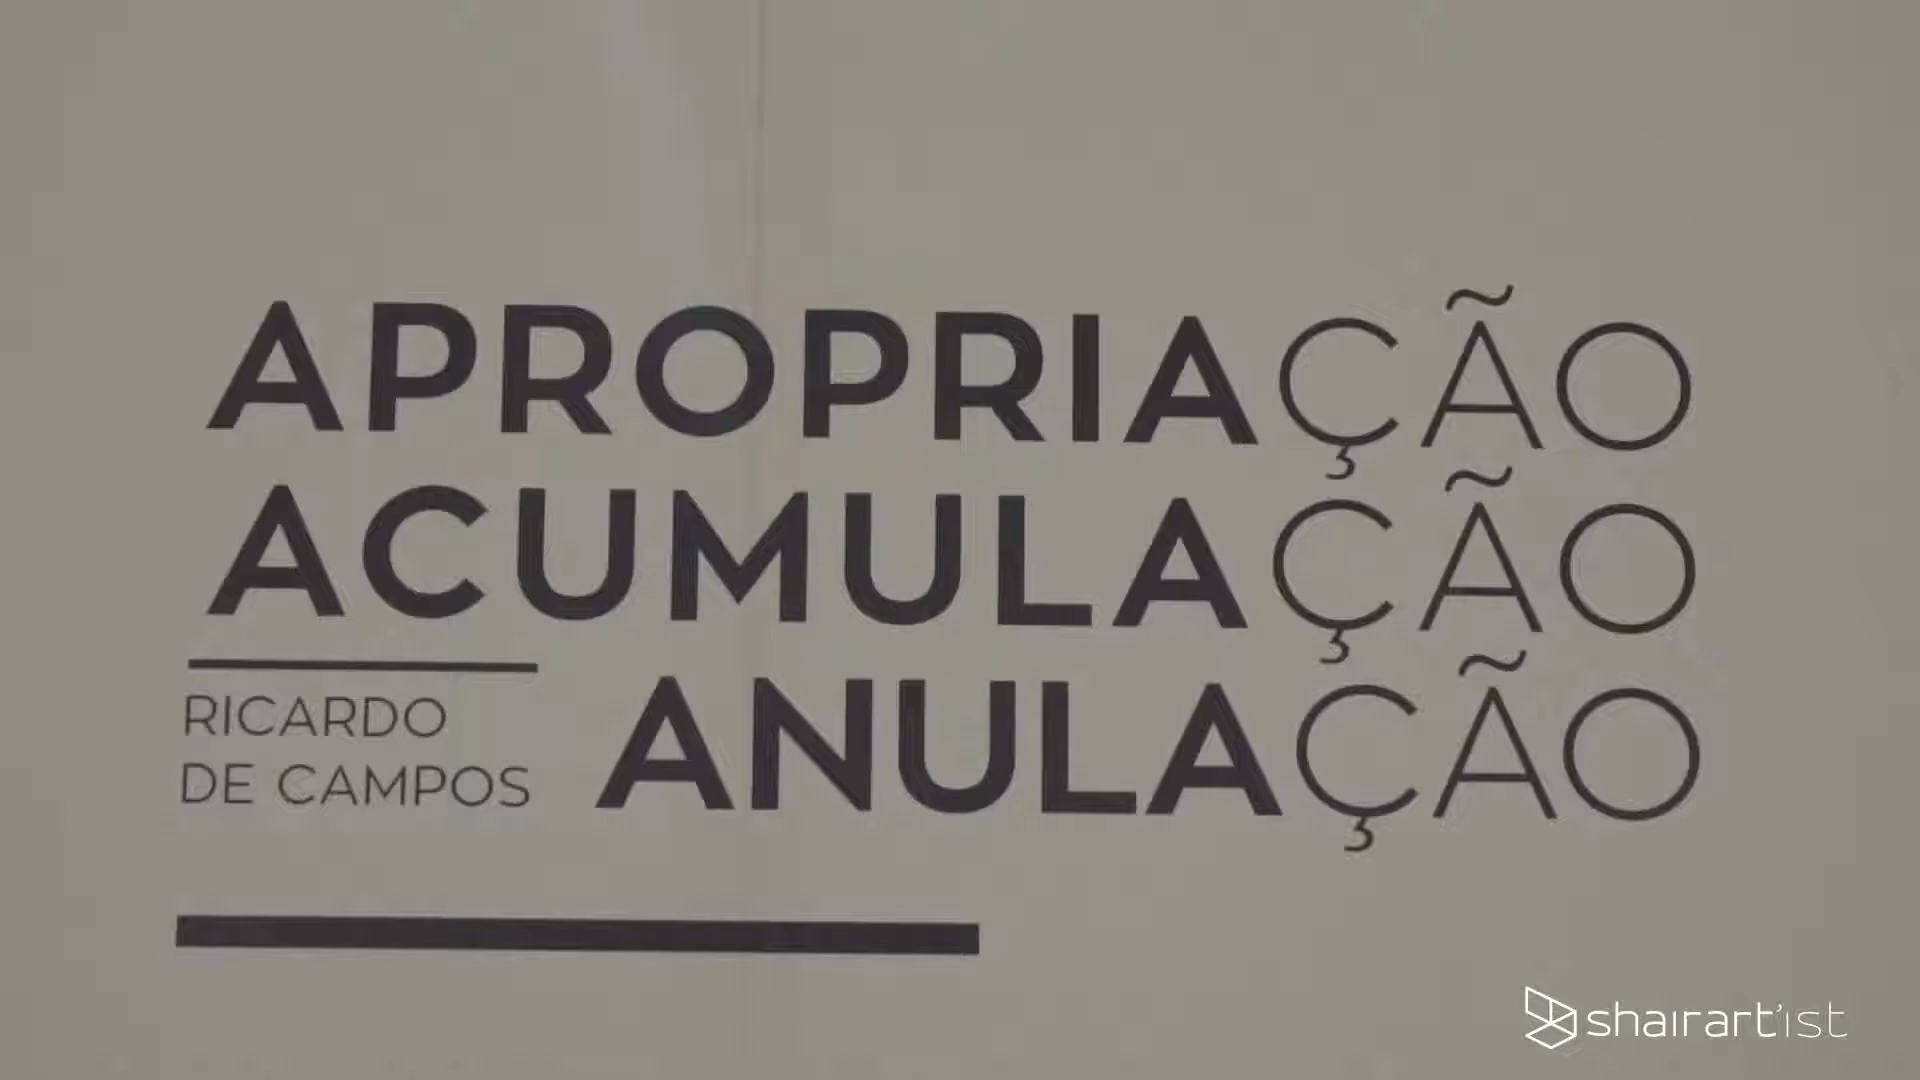 APROPRIAÇÃO
ACUMULAÇÃO
RICARDO
DE CAMPOS
ANULAÇÃO
shairart'ist